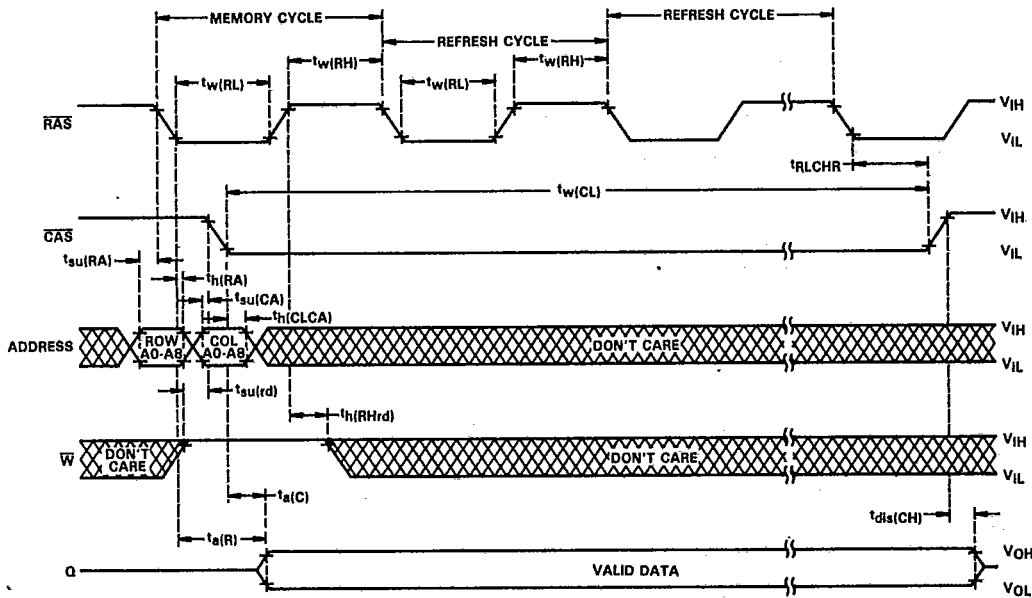 MEMORY CYCLE
REFRESH CYCLE
REFRESH CYCLE
tw(RH)
tw(RH)
tw(RL)
tw(RL)
RAS
VIH
VIL
tRLCHR
tw(CL)
CAS
VIH
VIL
tsu(RA)
th(RA)
tsu(CA)
th(CLCA)
ADDRESS
ROW
A0-A8
COL
A0-A8
DON'T CARE
VIH
VIL
tsu(rd)
th(RHrd)
W
DON'T
CARE
DON'T CARE
VIH
VIL
ta(C)
tdis(CH)
ta(R)
Q
VALID DATA
VOH
VOL